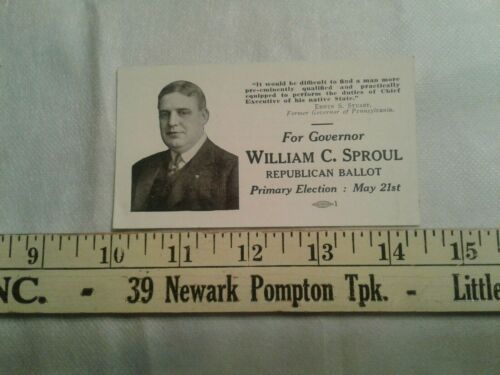 "It would be difficult to find a man more
pre-eminently qualified and practically
equipped to perform the duties of Chief
Executive of his native State."
Edwin S. Stuart,
Former Governor of Pennsylvania.
For Governor
William C. Sproul
REPUBLICAN BALLOT
Primary Election : May 21st
1
9 10 11 12 13 14 15
NC. - 39 Newark Pompton Tpk. - Little